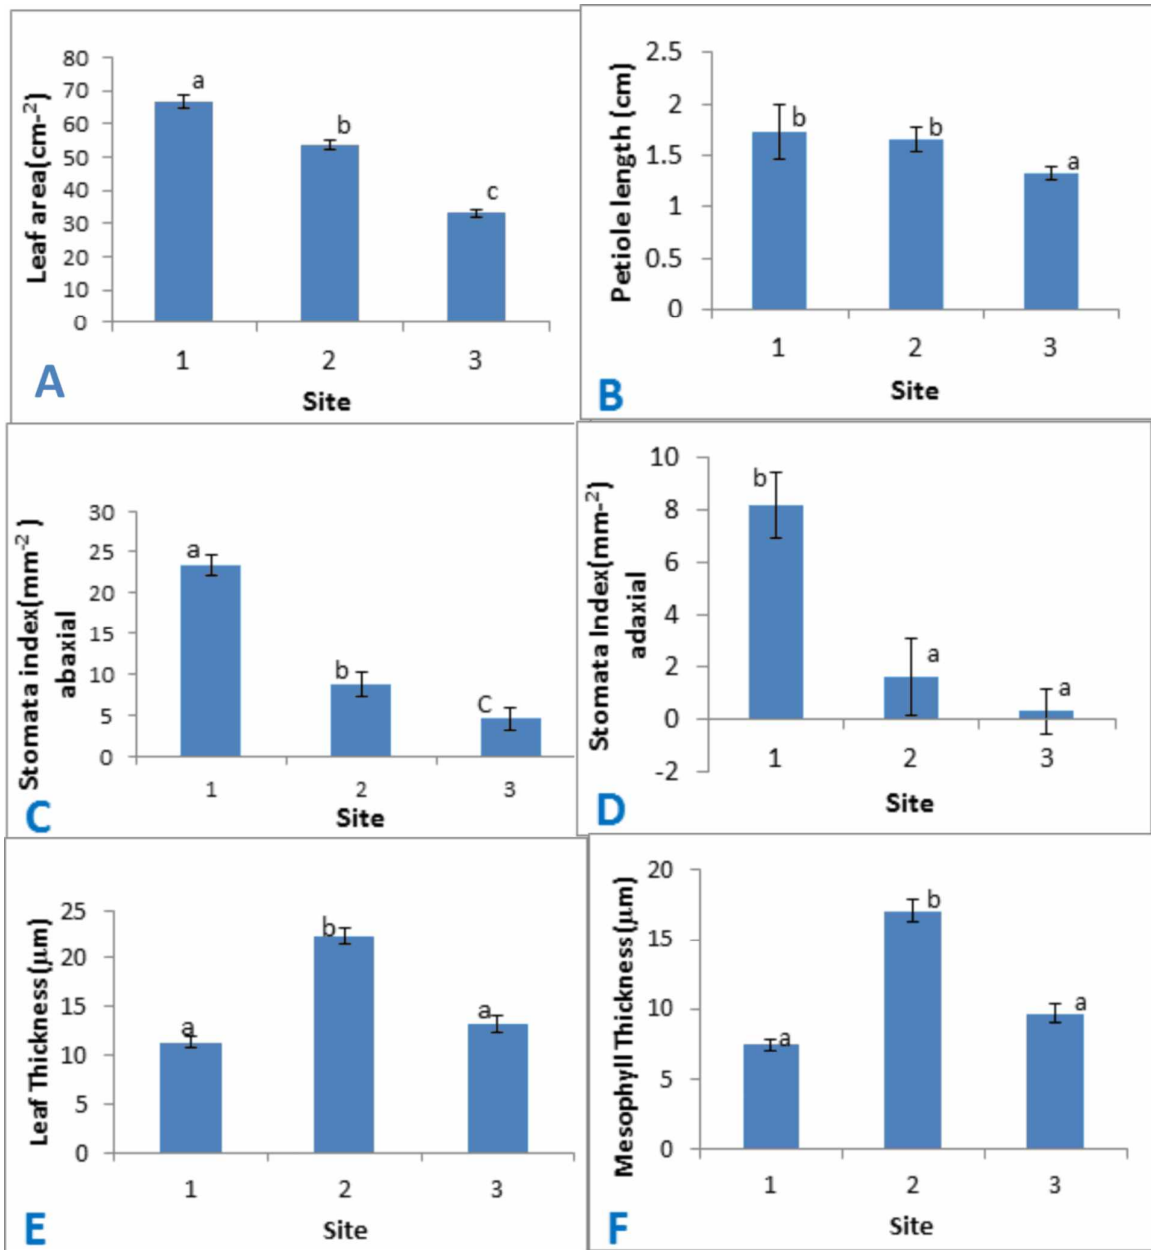 Leaf area(cm-²)
80
70
60
50
40
30
20
10
0
a
b
c
1 2 3
Site
A
Petiole length (cm)
2.5
2
1.5
1
0.5
0
b
b
a
1 2 3
Site
B
Stomata index(mm-²)
abaxial
30
25
20
15
10
5
0
a
b
C
1 2 3
Site
C
Stomata Index(mm-²)
adaxial
10
8
6
4
2
0
-2
b
a
a
1 2 3
Site
D
Leaf Thickness(µm)
25
20
15
10
5
0
a
b
a
1 2 3
Site
E
Mesophyll Thickness(µm)
20
15
10
5
0
a
b
a
1 2 3
Site
F